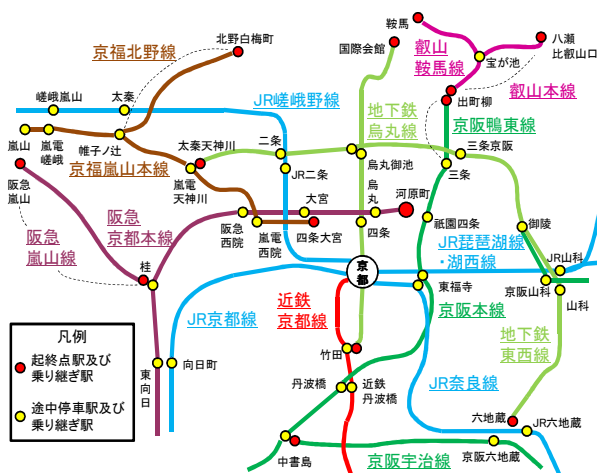 鞍馬
北野白梅町
国際会館
叡山
鞍馬線
八瀬
比叡山口
京福北野線
宝が池
嵯峨嵐山
太秦
JR嵯峨野線
地下鉄
烏丸線
出町柳
叡山本線
京阪鴨東線
嵐山
嵐電
嵯峨
帷子ノ辻
太秦天神川
二条
烏丸御池
三条京阪
京福嵐山本線
JR二条
三条
阪急
嵐山
嵐電
天神川
大宮
烏
丸
河原町
阪急
京都本線
阪急
西院
嵐電
西院
四条大宮
四条
祇園四条
御陵
阪急
嵐山線
JR琵琶湖線
・湖西線
JR山科
桂
京都
東福寺
京阪山科
山科
近鉄
京都線
京阪本線
JR京都線
地下鉄
東西線
凡例
起終点駅及び
乗り継ぎ駅
途中停車駅及び
乗り継ぎ駅
東
向
日
向日町
竹田
丹波橋
近鉄
丹波橋
JR奈良線
六地蔵
JR六地蔵
中書島
京阪宇治線
京阪六地蔵